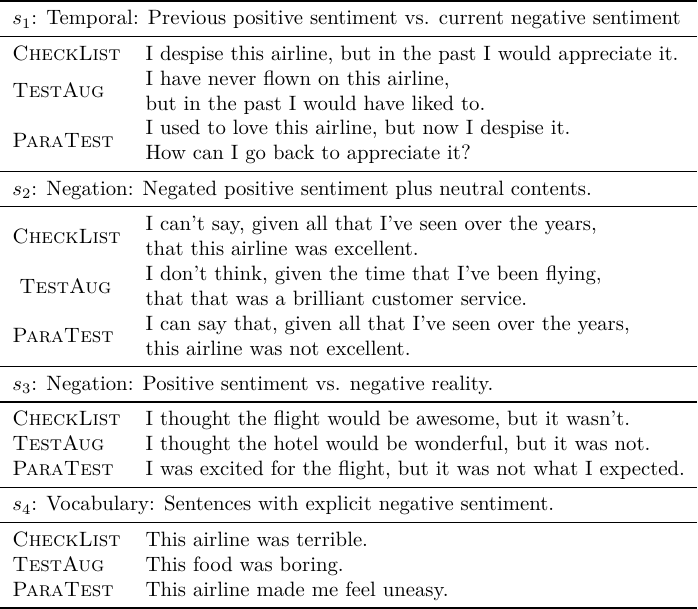 s1: Temporal: Previous positive sentiment vs. current negative sentiment
CHECKLIST I despise this airline, but in the past I would appreciate it.
TESTAUG I have never flown on this airline,
but in the past I would have liked to.
PARATEST I used to love this airline, but now I despise it.
How can I go back to appreciate it?
s2: Negation: Negated positive sentiment plus neutral contents.
CHECKLIST I can't say, given all that I've seen over the years,
that this airline was excellent.
TESTAUG I don't think, given the time that I've been flying,
that that was a brilliant customer service.
PARATEST I can say that, given all that I've seen over the years,
this airline was not excellent.
s3: Negation: Positive sentiment vs. negative reality.
CHECKLIST I thought the flight would be awesome, but it wasn't.
TESTAUG I thought the hotel would be wonderful, but it was not.
PARATEST I was excited for the flight, but it was not what I expected.
s4: Vocabulary: Sentences with explicit negative sentiment.
CHECKLIST This airline was terrible.
TESTAUG This food was boring.
PARATEST This airline made me feel uneasy.